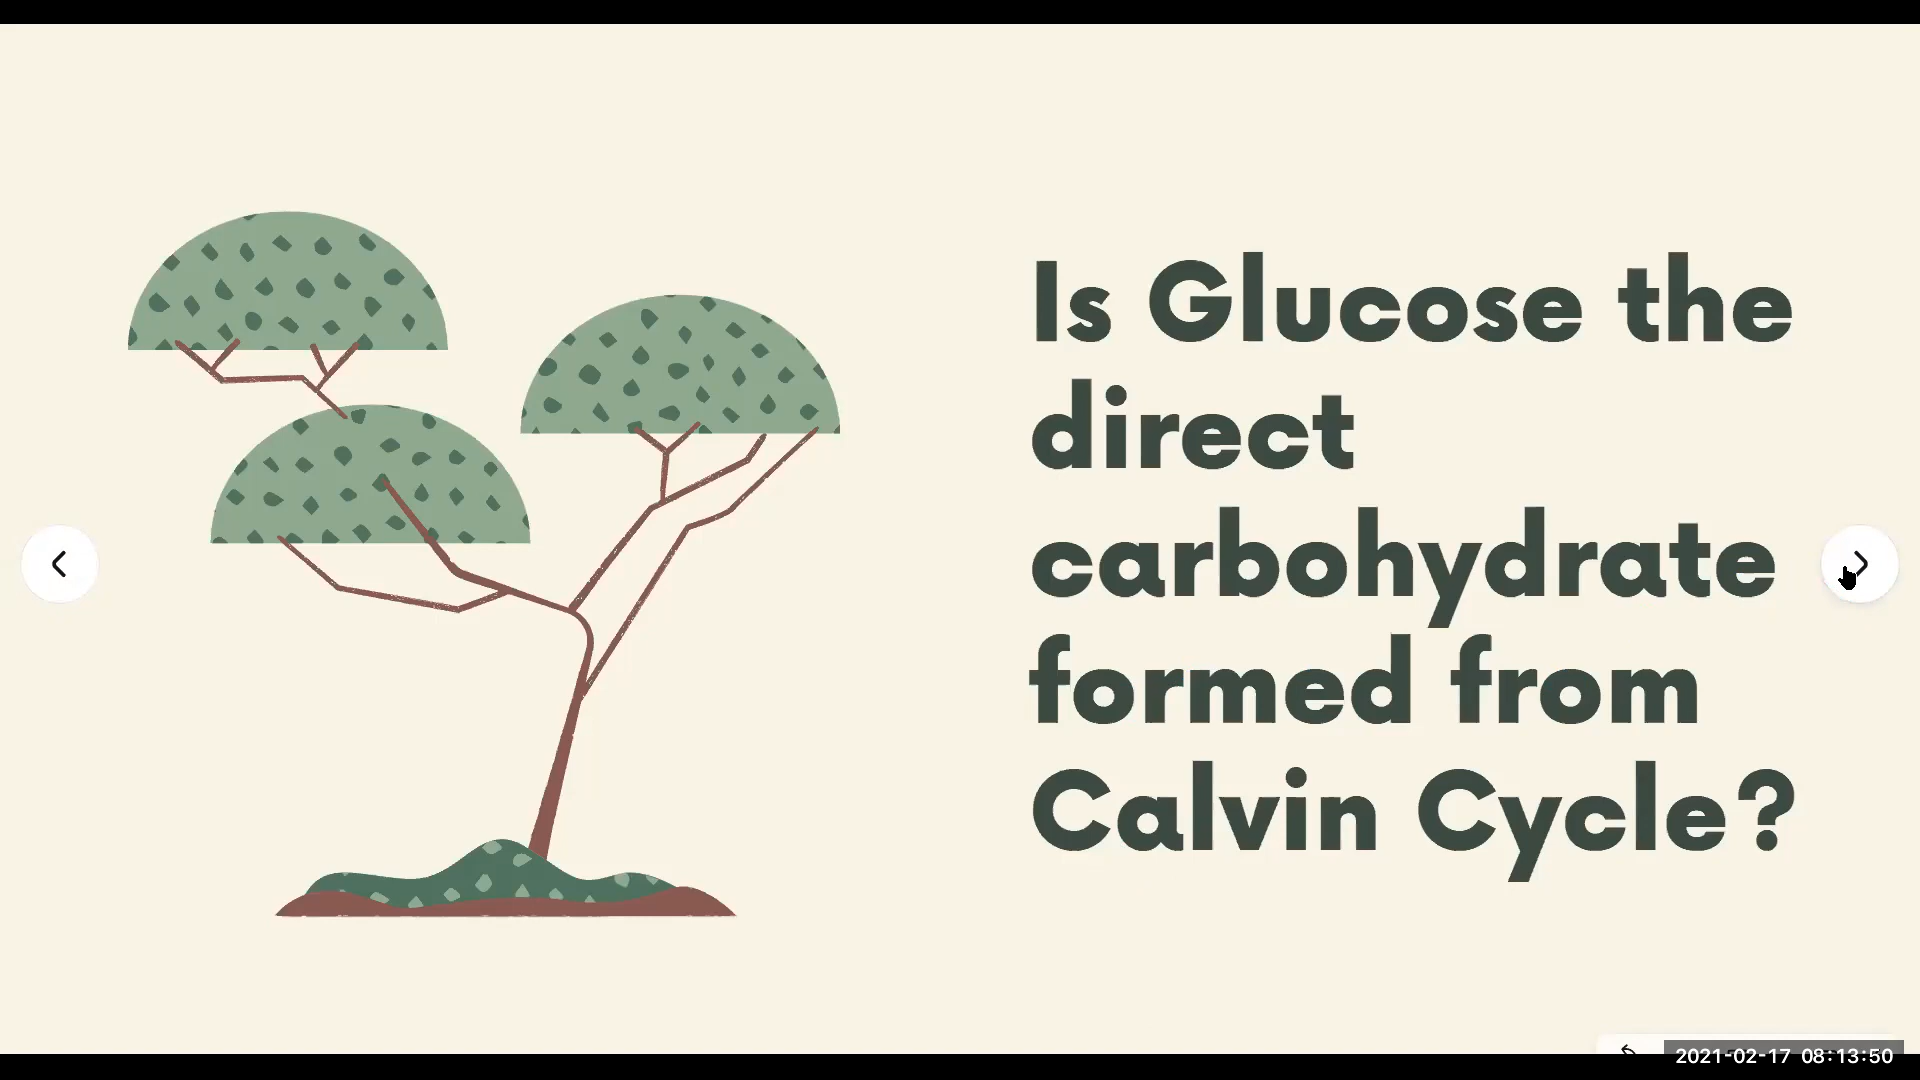 Is Glucose the
direct
carbohydrate
formed from
Calvin Cycle?
2021-02-17 08:13:50